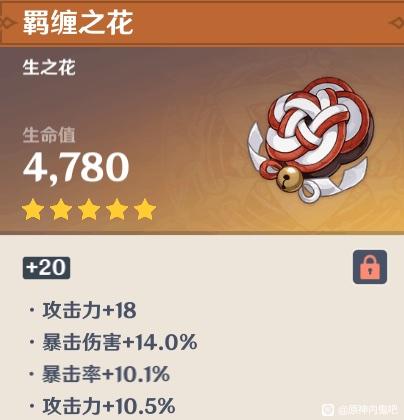 羁缠之花
生之花
生命值
4,780
+20
·攻击力+18
·暴击伤害+14.0%
·暴击率+10.1%
·攻击力+10.5%
@原神内鬼吧